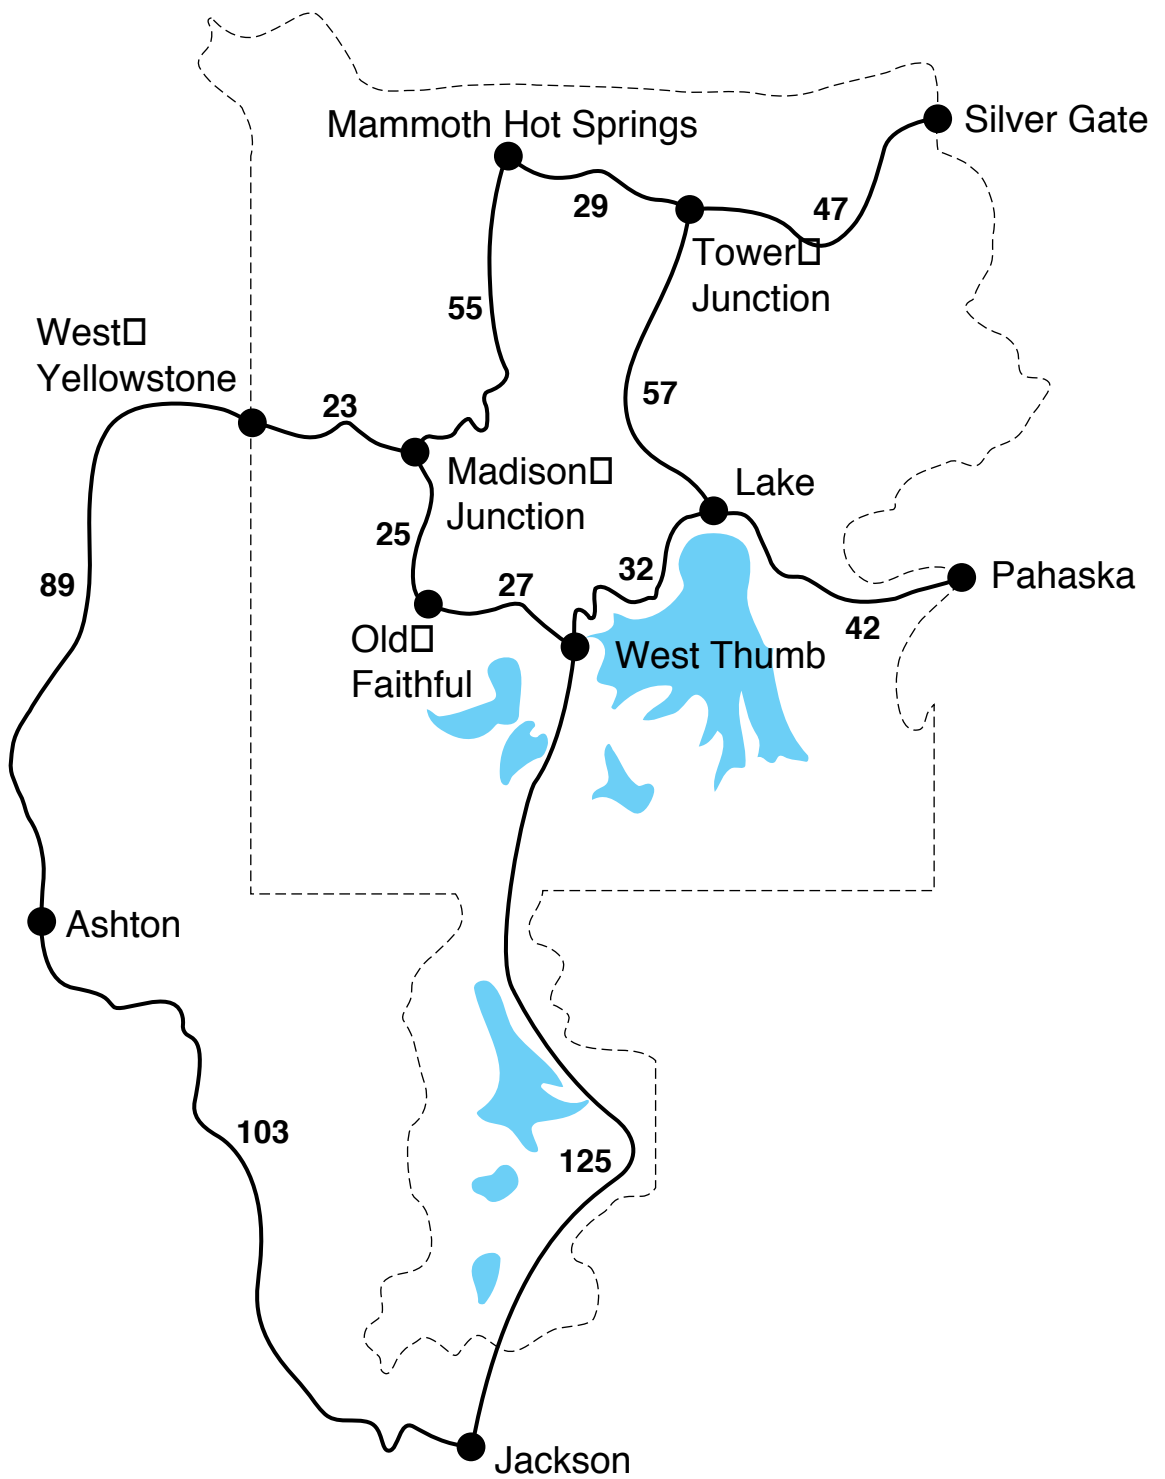 Silver Gate
Mammoth Hot Springs
29
47
Tower
Junction
55
West
Yellowstone
57
23
Madison
Junction
Lake
25
32
27
89
Pahaska
42
Old
Faithful
West Thumb
Ashton
103
125
Jackson